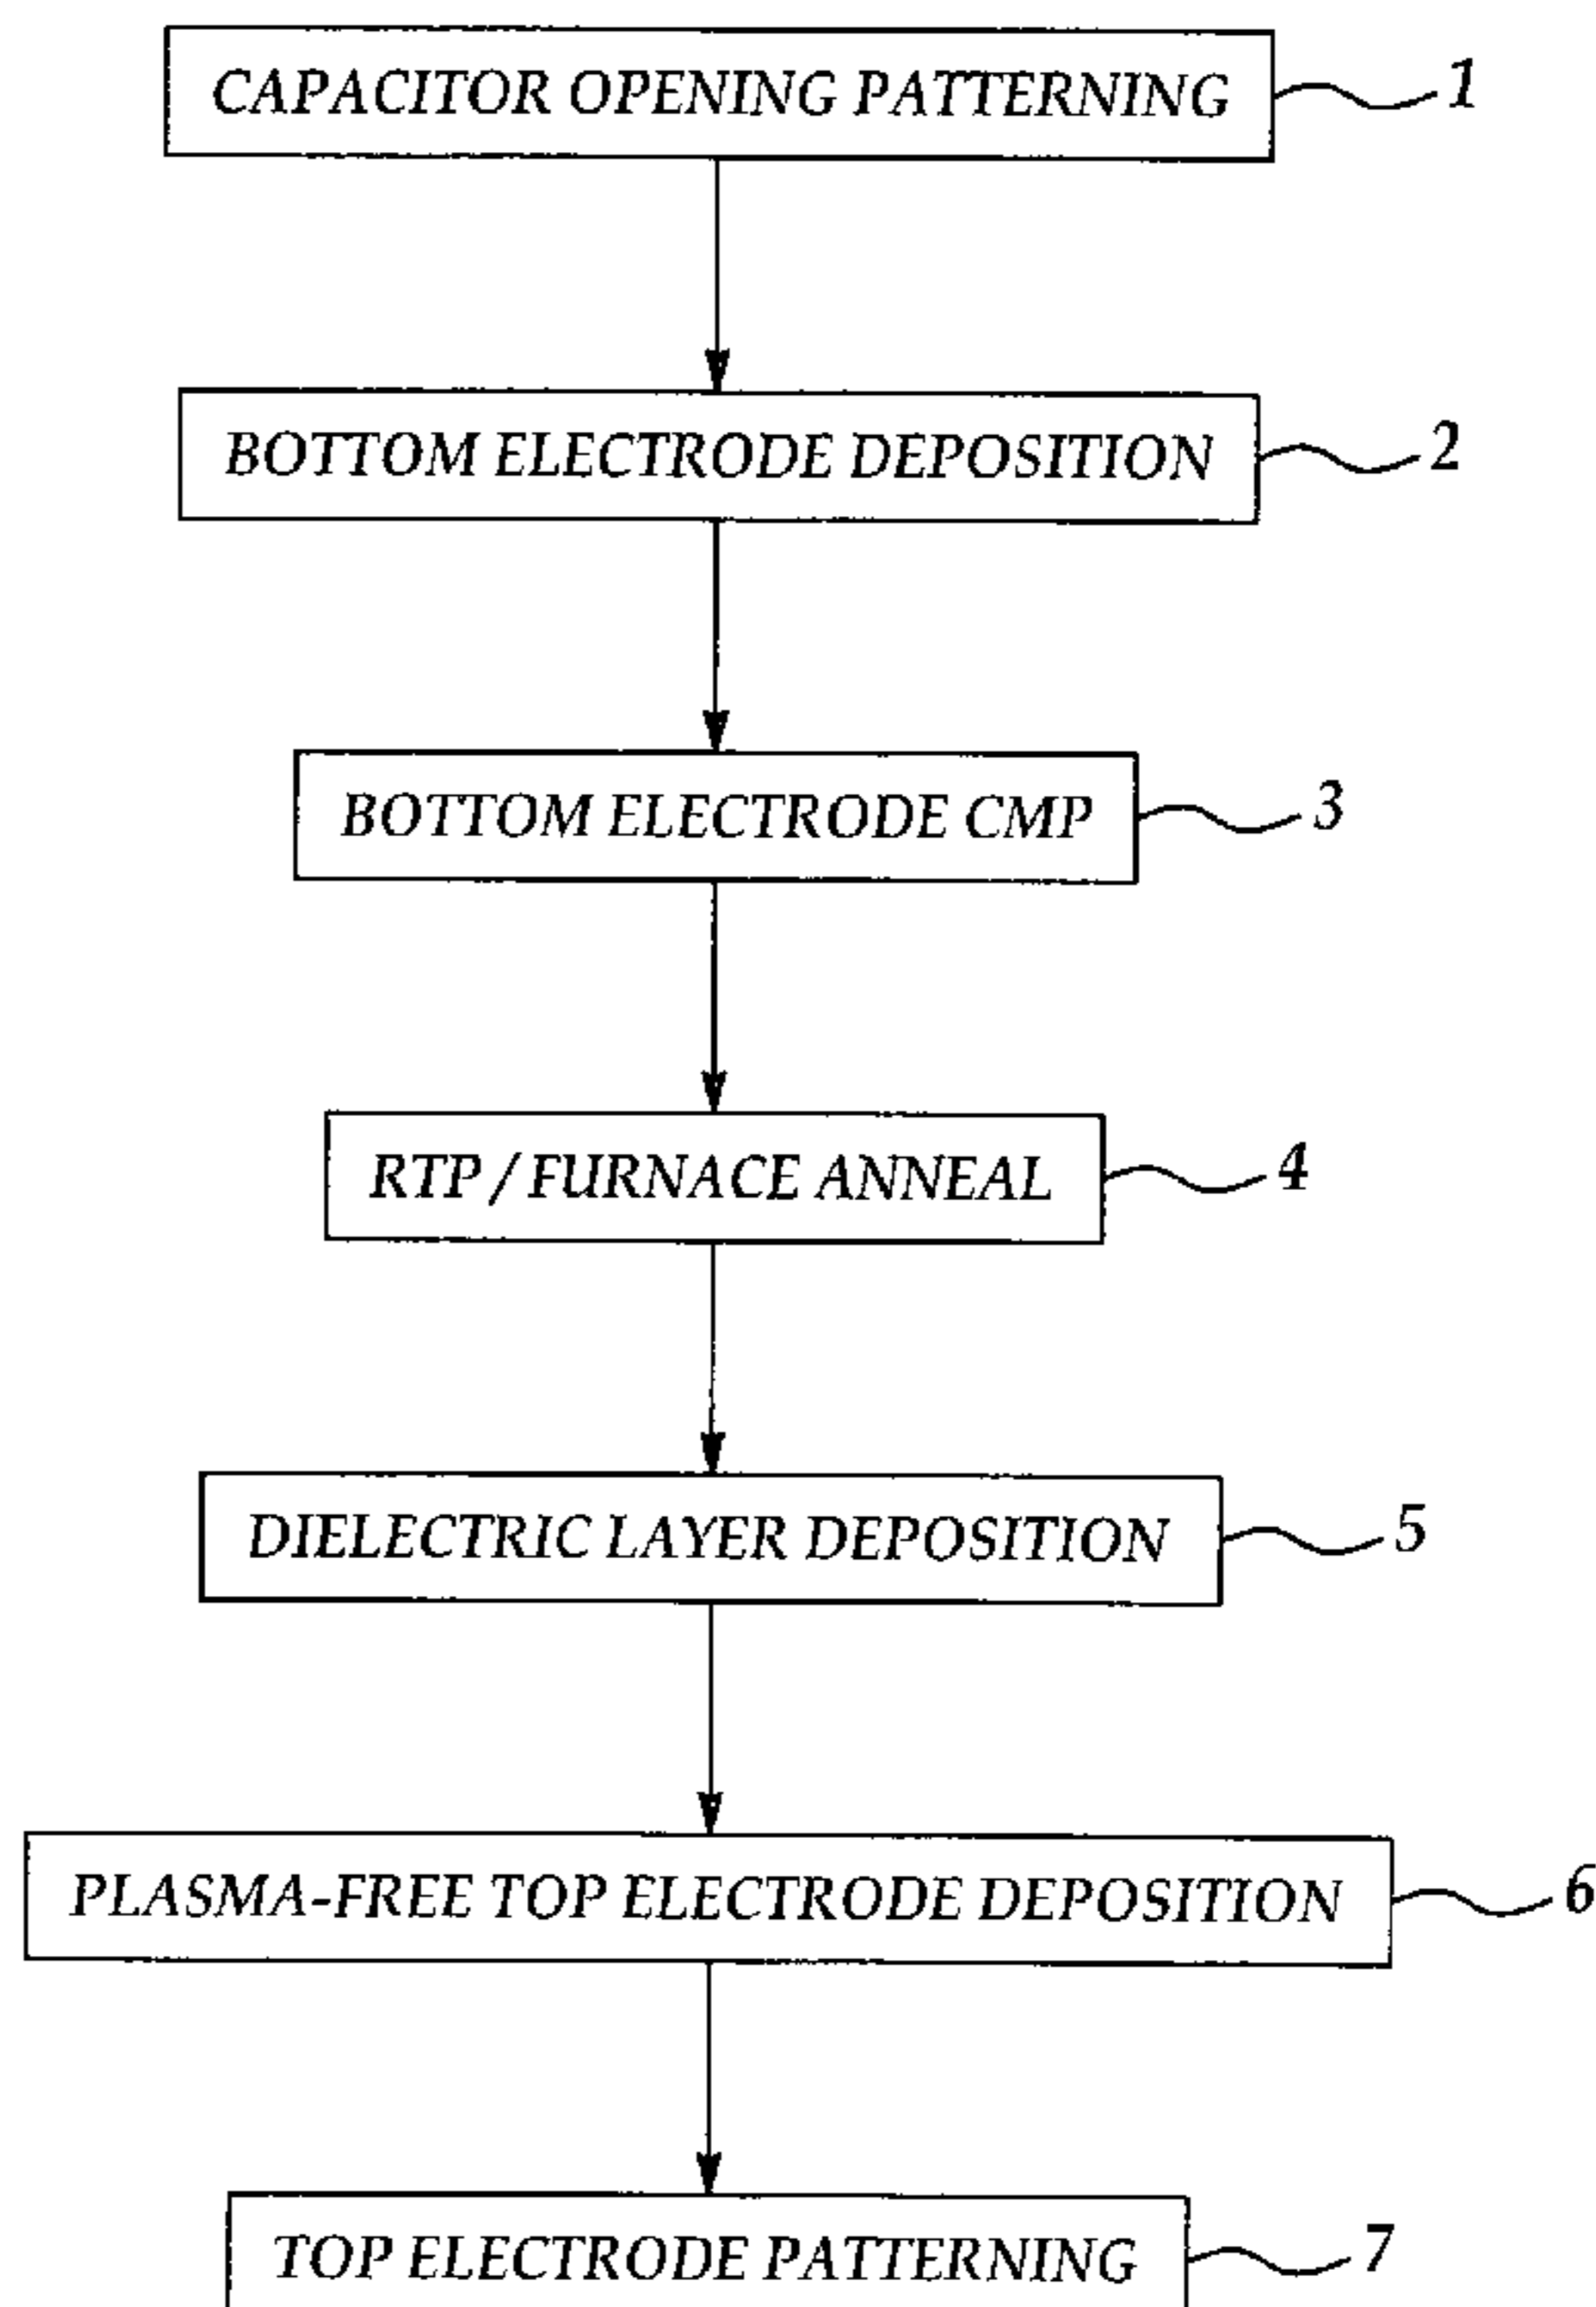 CAPACITOR OPENING PATTERNING 1
BOTTOM ELECTRODE DEPOSITION 2
BOTTOM ELECTRODE CMP 3
RTP / FURNACE ANNEAL 4
DIELECTRIC LAYER DEPOSITION 5
PLASMA-FREE TOP ELECTRODE DEPOSITION 6
TOP ELECTRODE PATTERNING 7